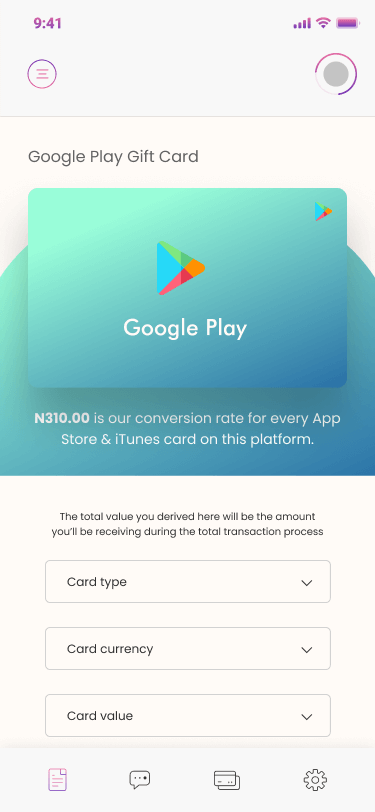 9:41
Google Play Gift Card
Google Play
N310.00 is our conversion rate for every App
Store & iTunes card on this platform.
The total value you derived here will be the amount
you'll be receiving during the total transaction process
Card type
Card currency
Card value